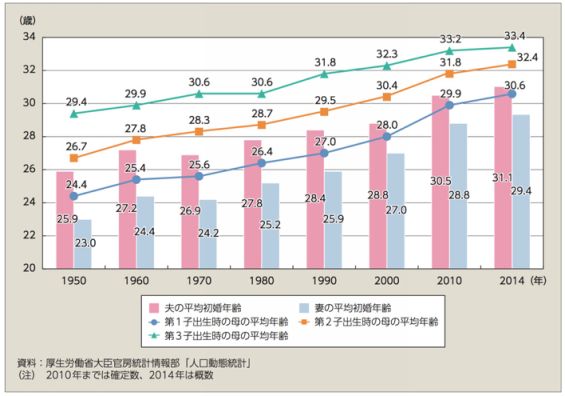 (歳)
34
32
30
28
26
24
22
20
29.4 29.9 30.6 30.6 31.8 32.3 33.2 33.4
26.7 27.8 28.3 28.7 29.5 30.4 31.8 32.4
24.4 25.4 25.6 26.4 27.0 28.0 29.9 30.6
25.9 27.2 26.9 27.8 28.4 28.8 30.5 31.1
23.0 24.4 24.2 25.2 25.9 27.0 28.8 29.4
1950 1960 1970 1980 1990 2000 2010 2014 (年)
夫の平均初婚年齢 妻の平均初婚年齢
第1子出生時の母の平均年齢 第2子出生時の母の平均年齢
第3子出生時の母の平均年齢
資料：厚生労働省大臣官房統計情報部「人口動態統計」
(注) 2010年までは確定数、2014年は概数